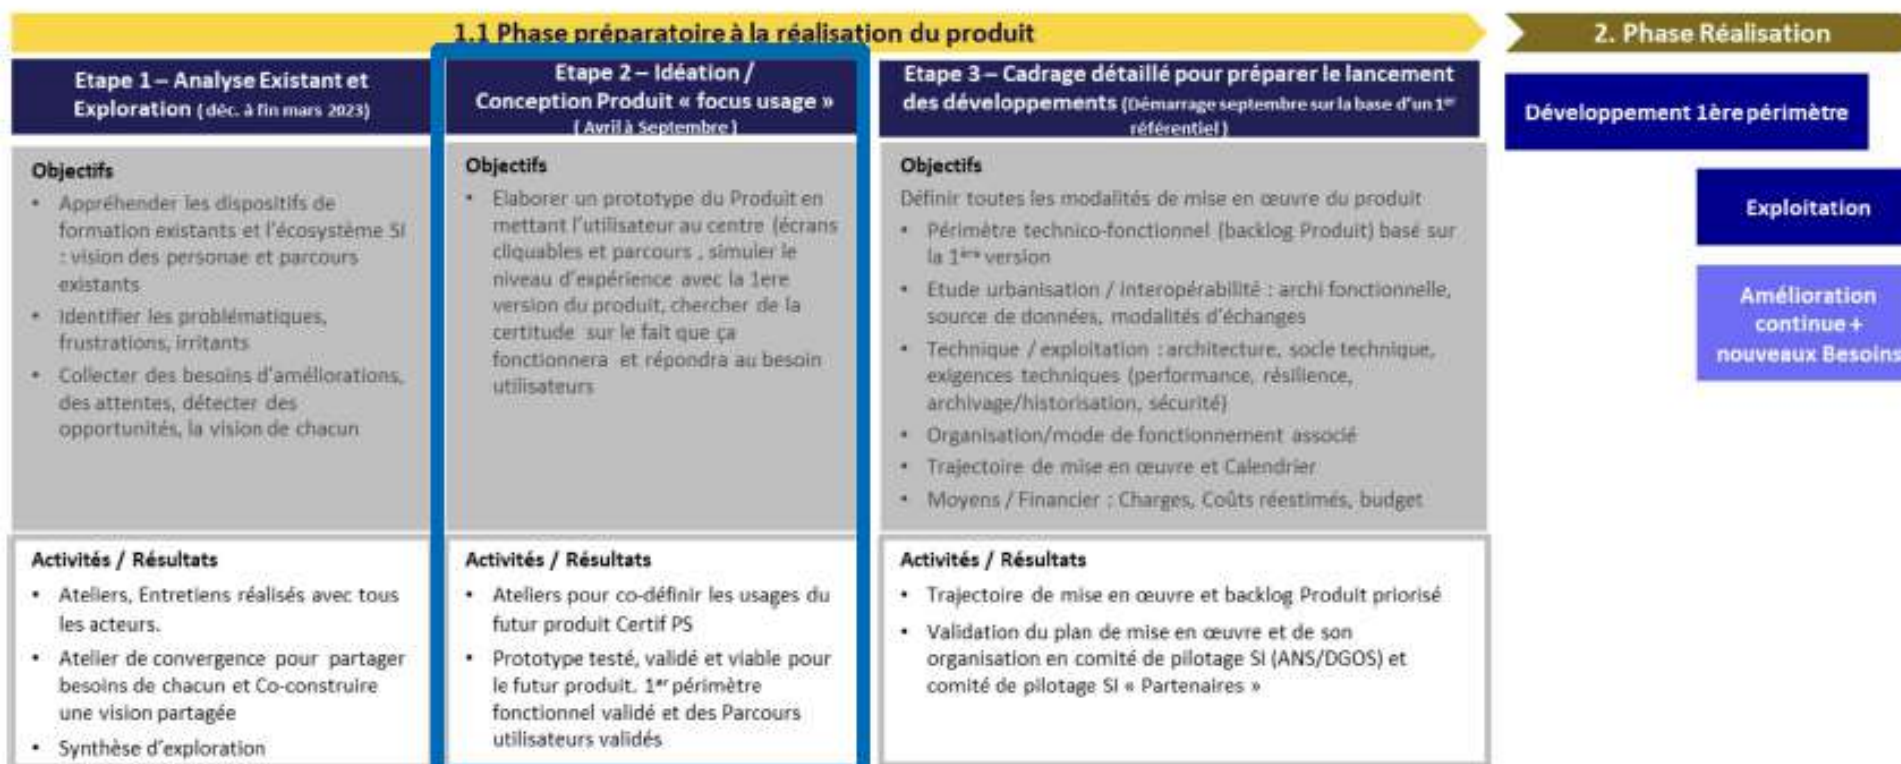 1.1 Phase préparatoire à la réalisation du produit
2. Phase Réalisation
Etape 1 – Analyse Existant et
Exploration ( déc. à fin mars 2023)
Objectifs
• Appréhender les dispositifs de
formation existants et l'écosystème SI
: vision des personae et parcours
existants
• Identifier les problématiques,
frustrations, irritants
• Collecter des besoins d'améliorations,
des attentes, détecter des
opportunités, la vision de chacun
Activités / Résultats
• Ateliers, Entretiens réalisés avec tous
les acteurs.
• Atelier de convergence pour partager
besoins de chacun et Co-construire
une vision partagée
• Synthèse d'exploration
Etape 2 – Idéation /
Conception Produit « focus usage »
( Avril à Septembre )
Objectifs
• Elaborer un prototype du Produit en
mettant l'utilisateur au centre (écrans
cliquables et parcours , simuler le
niveau d'expérience avec la 1ere
version du produit, chercher de la
certitude sur le fait que ça
fonctionnera et répondra au besoin
utilisateurs
Activités / Résultats
• Ateliers pour co-définir les usages du
futur produit Certif PS
• Prototype testé, validé et viable pour
le futur produit. 1er périmètre
fonctionnel validé et des Parcours
utilisateurs validés
Etape 3 – Cadrage détaillé pour préparer le lancement
des développements (Démarrage septembre sur la base d'un 1er
référentiel )
Objectifs
Définir toutes les modalités de mise en œuvre du produit
• Périmètre technico-fonctionnel (backlog Produit) basé sur
la 1ère version
• Etude urbanisation / interopérabilité : archi fonctionnelle,
source de données, modalités d'échanges
• Technique / exploitation : architecture, socle technique,
exigences techniques (performance, résilience,
archivage/historisation, sécurité)
• Organisation/mode de fonctionnement associé
• Trajectoire de mise en œuvre et Calendrier
• Moyens / Financier : Charges, Coûts réestimés, budget
Activités / Résultats
• Trajectoire de mise en œuvre et backlog Produit priorisé
• Validation du plan de mise en œuvre et de son
organisation en comité de pilotage SI (ANS/DGOS) et
comité de pilotage SI « Partenaires »
Développement 1ère périmètre
Exploitation
Amélioration
continue +
nouveaux Besoins